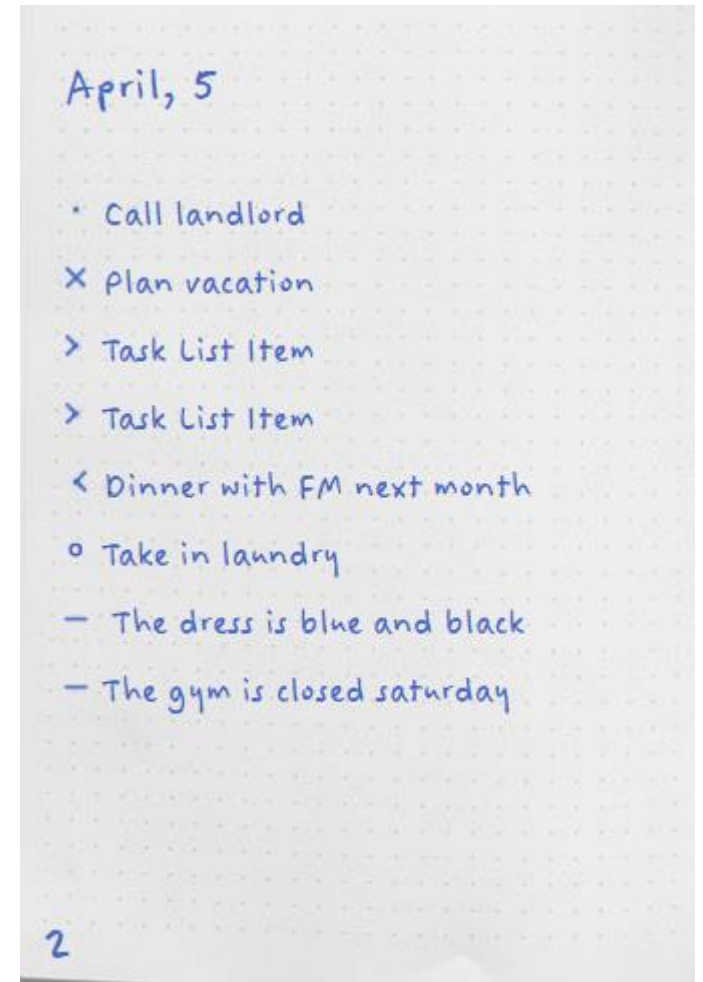 April, 5
· Call landlord
× Plan vacation
> Task List Item
> Task List Item
< Dinner with FM next month
o Take in laundry
– The dress is blue and black
– The gym is closed saturday
2